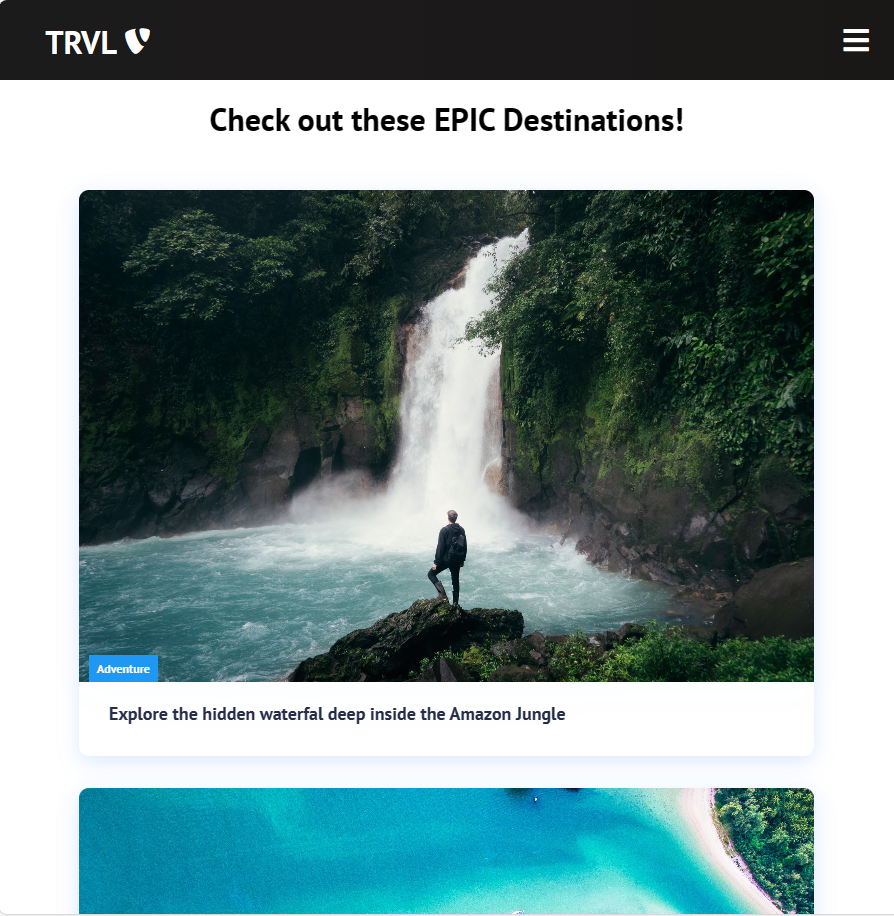 TRVL
Check out these EPIC Destinations!
Adventure
Explore the hidden waterfal deep inside the Amazon Jungle